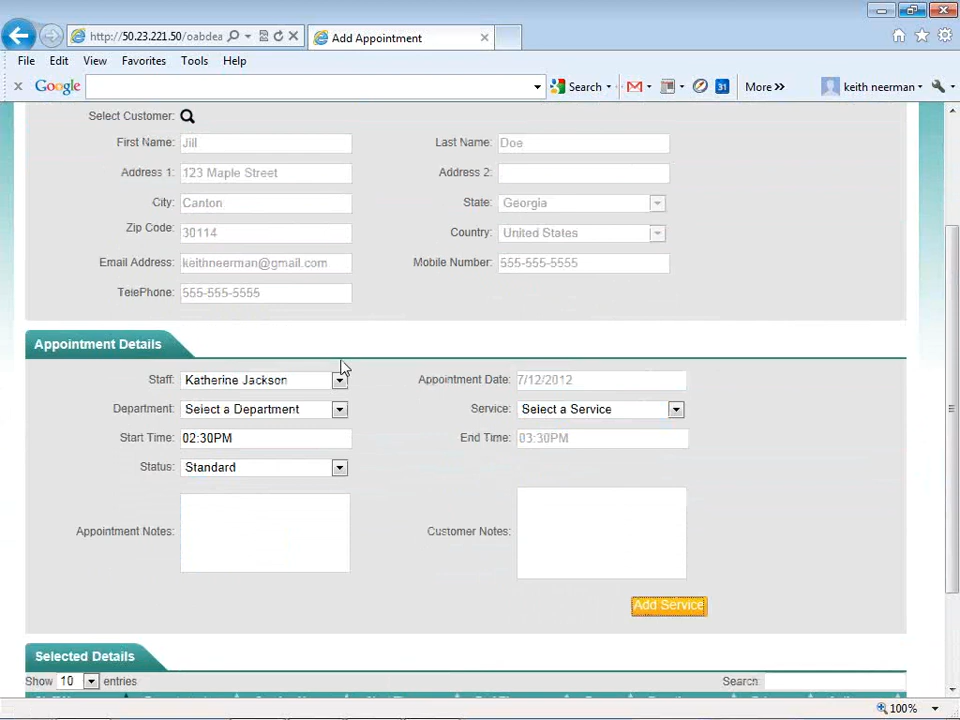 http://50.23.221.50/oabdea
Add Appointment
File Edit View Favorites Tools Help
Google Search More keith neerman
Select Customer:
First Name: Jill Last Name: Doe
Address 1: 123 Maple Street Address 2:
City: Canton State: Georgia
Zip Code: 30114 Country: United States
Email Address: keithneerman@gmail.com Mobile Number: 555-555-5555
TelePhone: 555-555-5555
Appointment Details
Staff: Katherine Jackson Appointment Date: 7/12/2012
Department: Select a Department Service: Select a Service
Start Time: 02:30PM End Time: 03:30PM
Status: Standard
Appointment Notes: Customer Notes:
Add Service
Selected Details
Show 10 entries Search:
100%